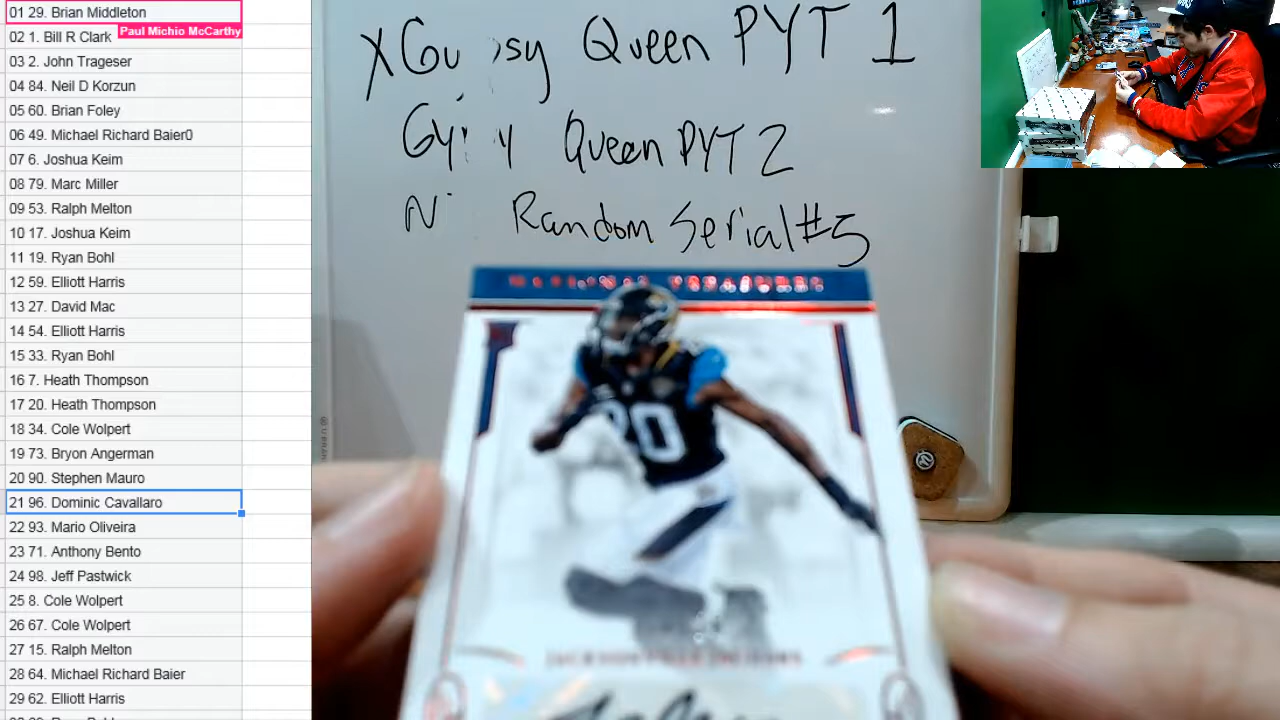 01 29. Brian Middleton
Paul Michio McCarthy
02 1. Bill R Clark
03 2. John Trageser
04 84. Neil D Korzun
05 60. Brian Foley
06 49. Michael Richard Baier0
07 6. Joshua Keim
08 79. Marc Miller
09 53. Ralph Melton
10 17. Joshua Keim
11 19. Ryan Bohl
12 59. Elliott Harris
13 27. David Mac
14 54. Elliott Harris
15 33. Ryan Bohl
16 7. Heath Thompson
17 20. Heath Thompson
18 34. Cole Wolpert
19 73. Bryon Angerman
20 90. Stephen Mauro
21 96. Dominic Cavallaro
22 93. Mario Oliveira
23 71. Anthony Bento
24 98. Jeff Pastwick
25 8. Cole Wolpert
26 67. Cole Wolpert
27 15. Ralph Melton
28 64. Michael Richard Baier
29 62. Elliott Harris
Queen PYT 1
Queen PYT 2
Random Serial #5
NATIONAL TREASURES
20
JACKSONVILLE JAGUARS